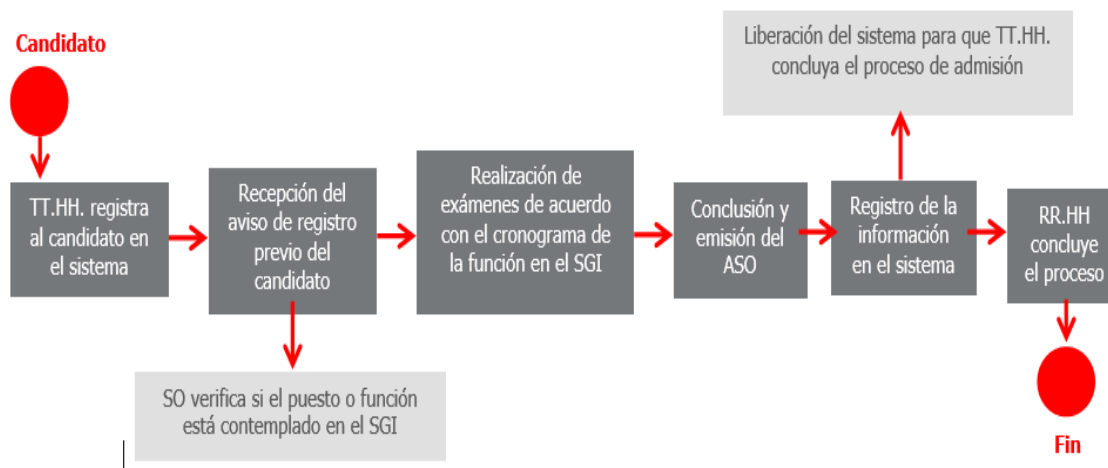 Candidato
TT.HH. registra
al candidato en
el sistema
Recepción del
aviso de registro
previo del
candidato
SO verifica si el puesto o función
está contemplado en el SGI
Realización de
exámenes de acuerdo
con el cronograma de
la función en el SGI
Conclusión y
emisión del
ASO
Registro de la
información
en el sistema
Liberación del sistema para que TT.HH.
concluya el proceso de admisión
RR.HH
concluye
el proceso
Fin